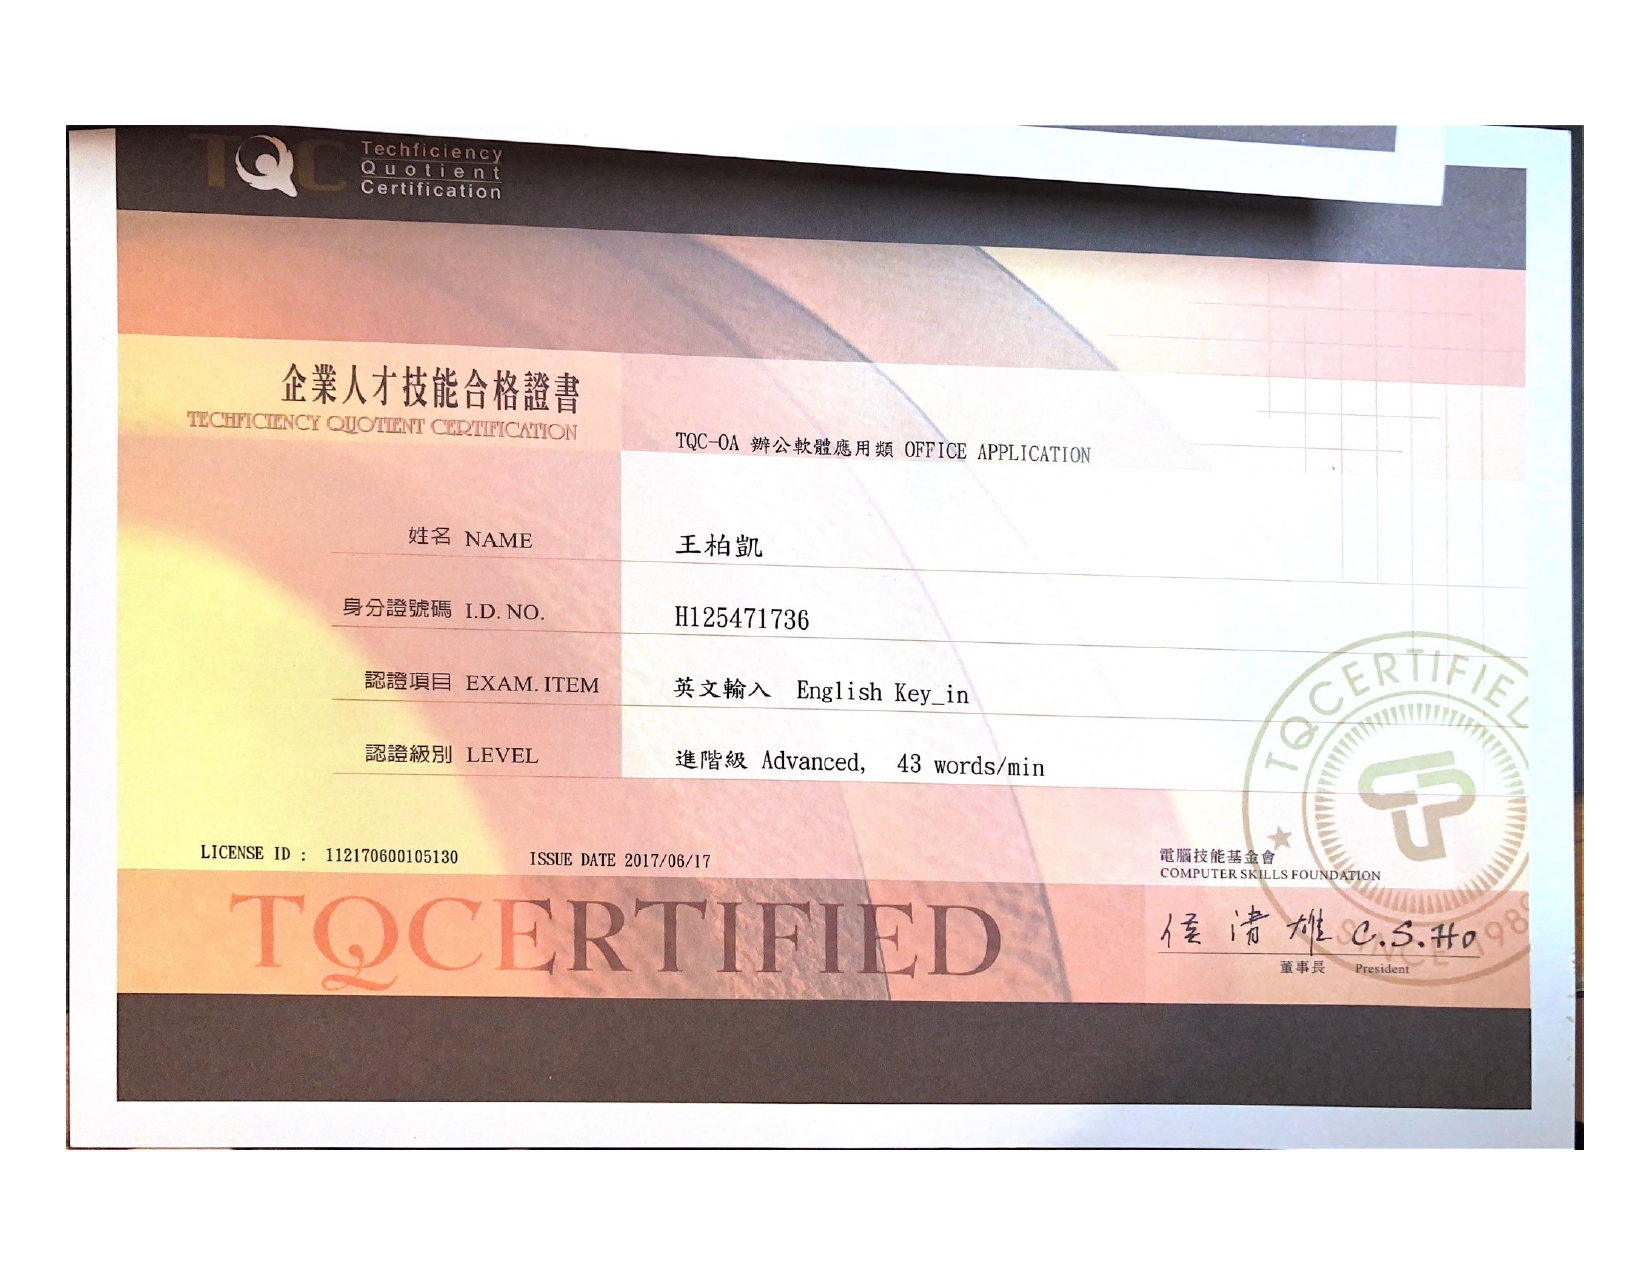 TQC Techficiency
Quotient
Certification
企業人才技能合格證書
TECHFICIENCY QUOTIENT CERTIFICATION
TQC-OA 辦公軟體應用類 OFFICE APPLICATION
姓名 NAME 王柏凱
身分證號碼 I.D. NO. H125471736
認證項目 EXAM. ITEM 英文輸入 English Key_in
認證級別 LEVEL 進階級 Advanced, 43 words/min
LICENSE ID : 112170600105130 ISSUE DATE 2017/06/17
電腦技能基金會
COMPUTER SKILLS FOUNDATION
TQCERTIFIED
侯清雄 C.S.Ho
董事長 President
TQCERTIFIED
SINCE 1989